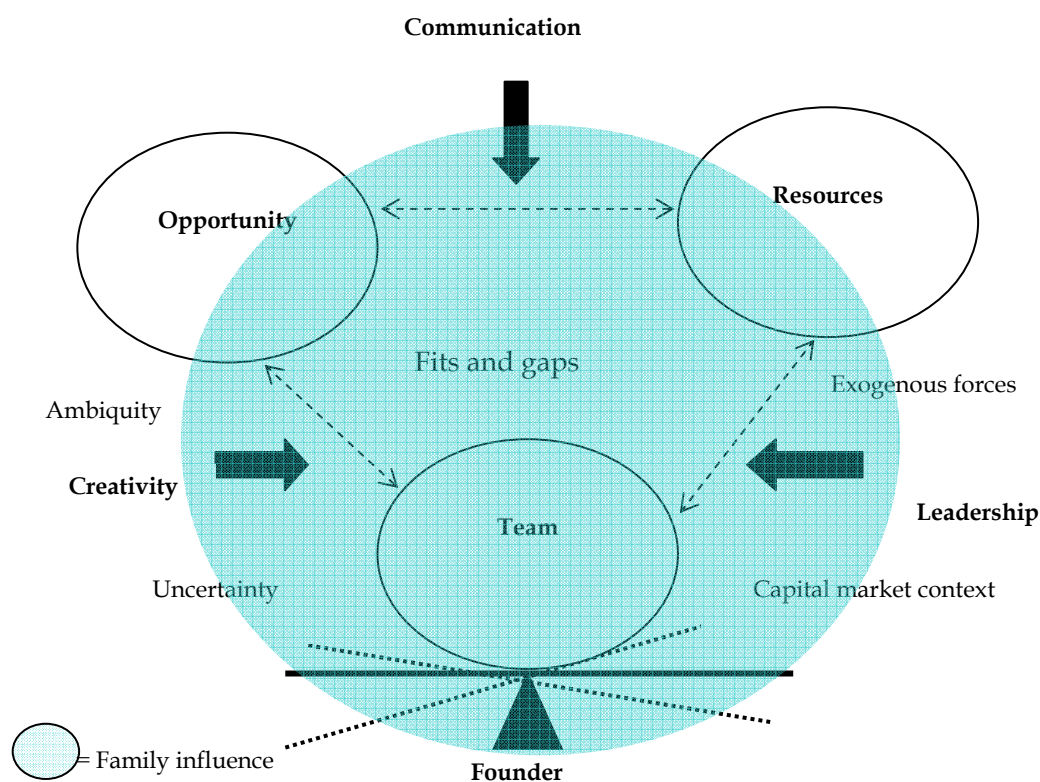 Communication
Resources
Opportunity
Fits and gaps
Exogenous forces
Ambiquity
Creativity
Leadership
Team
Uncertainty
Capital market context
= Family influence
Founder